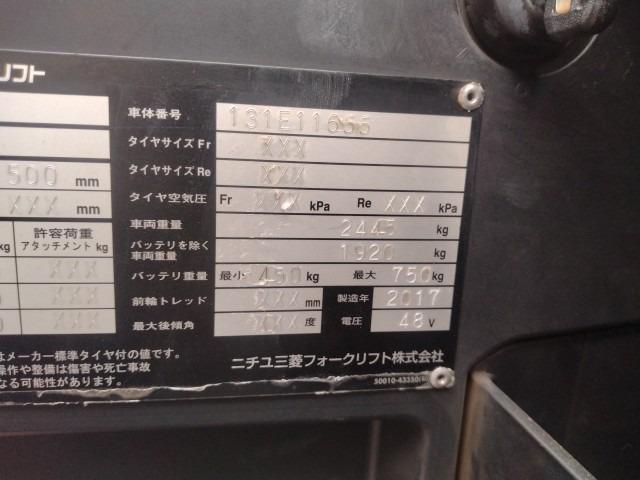 リフト
車体番号 131E11665
タイヤサイズ Fr XXX
タイヤサイズ Re XXX
500 mm
タイヤ空気圧 Fr XXX kPa Re XXX kPa
XXX mm
車両重量 2445 kg
許容荷重
kg アタッチメント kg
バッテリを除く
車両重量 1920 kg
XXX
バッテリ重量 最小 450 kg 最大 750 kg
XXX
前輪トレッド XXX mm 製造年 2017
XXX
最大後傾角 XXX 度 電圧 48 V
はメーカー標準タイヤ付の値です。
操作や整備は傷害や死亡事故
なる可能性があります。
ニチユ三菱フォークリフト株式会社